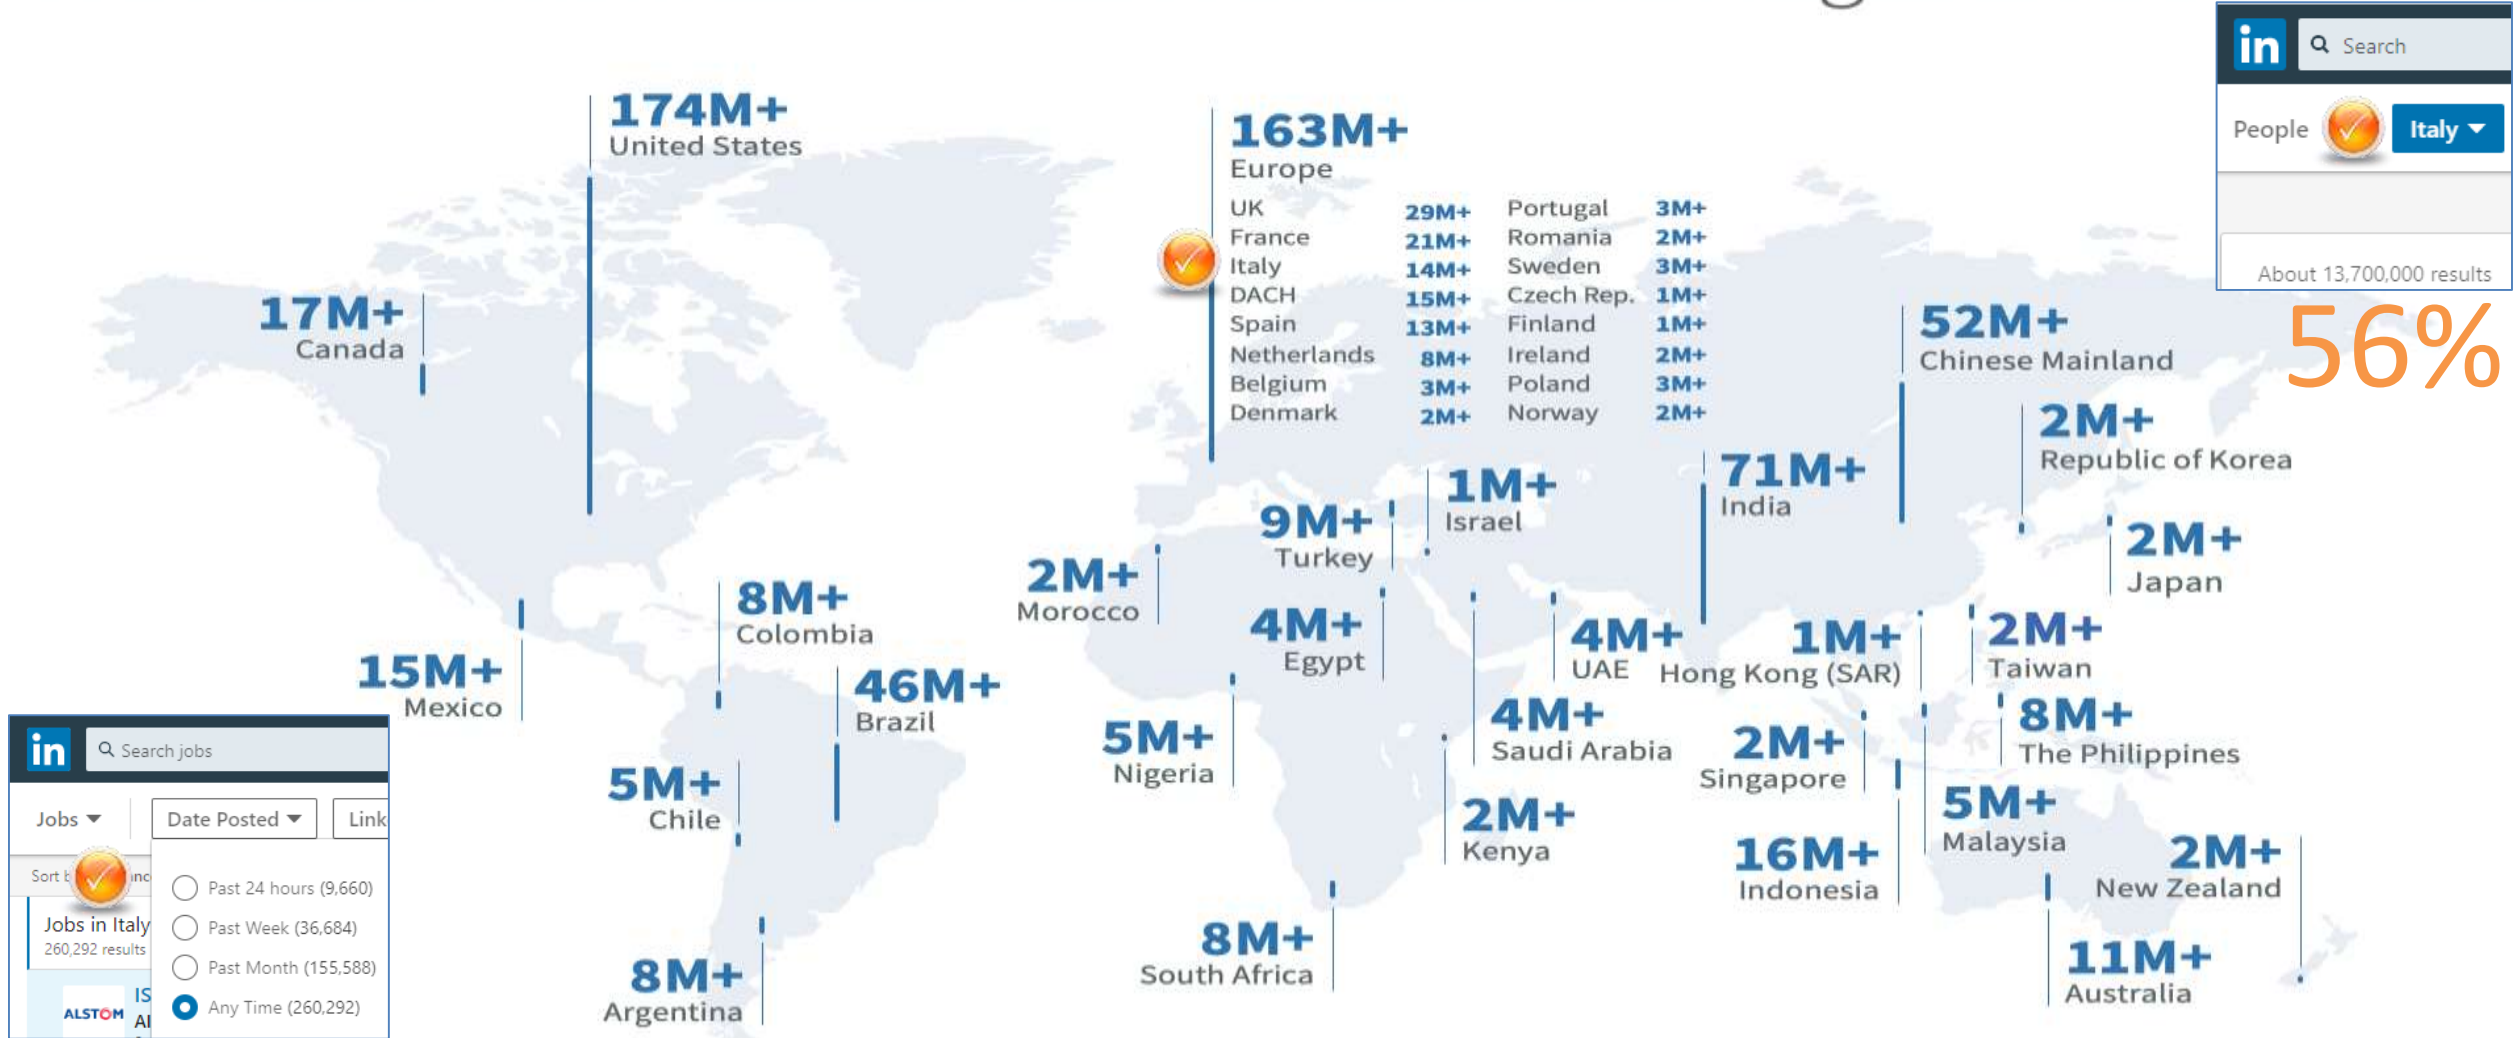 174M+
United States
17M+
Canada
15M+
Mexico
8M+
Colombia
46M+
Brazil
5M+
Chile
8M+
Argentina
163M+
Europe
UK 29M+ Portugal 3M+
France 21M+ Romania 2M+
Italy 14M+ Sweden 3M+
DACH 15M+ Czech Rep. 1M+
Spain 13M+ Finland 1M+
Netherlands 8M+ Ireland 2M+
Belgium 3M+ Poland 3M+
Denmark 2M+ Norway 2M+
52M+
Chinese Mainland
2M+
Republic of Korea
71M+
India
1M+
Israel
9M+
Turkey
2M+
Japan
2M+
Morocco
4M+
Egypt
4M+
UAE
1M+
Hong Kong (SAR)
2M+
Taiwan
5M+
Nigeria
4M+
Saudi Arabia
2M+
Singapore
8M+
The Philippines
2M+
Kenya
5M+
Malaysia
16M+
Indonesia
2M+
New Zealand
8M+
South Africa
11M+
Australia
in Search
People Italy
About 13,700,000 results
56%
in Search jobs
Jobs Date Posted Link
Sort
Past 24 hours (9,660)
Jobs in Italy
Past Week (36,684)
260,292 results
Past Month (155,588)
IS
ALSTOM Al
Any Time (260,292)